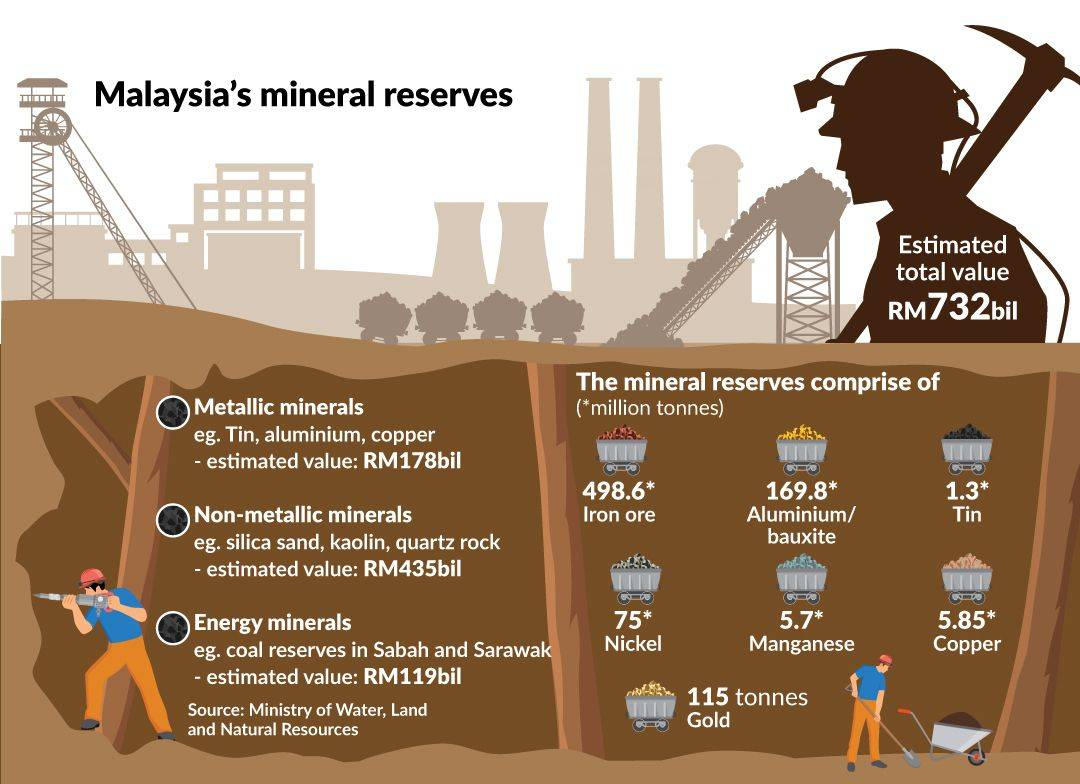 Malaysia's mineral reserves
Estimated
total value
RM732bil
Metallic minerals
eg. Tin, aluminium, copper
- estimated value: RM178bil
Non-metallic minerals
eg. silica sand, kaolin, quartz rock
- estimated value: RM435bil
Energy minerals
eg. coal reserves in Sabah and Sarawak
- estimated value: RM119bil
Source: Ministry of Water, Land
and Natural Resources
The mineral reserves comprise of
(*million tonnes)
498.6*
Iron ore
169.8*
Aluminium/
bauxite
1.3*
Tin
75*
Nickel
5.7*
Manganese
5.85*
Copper
115 tonnes
Gold